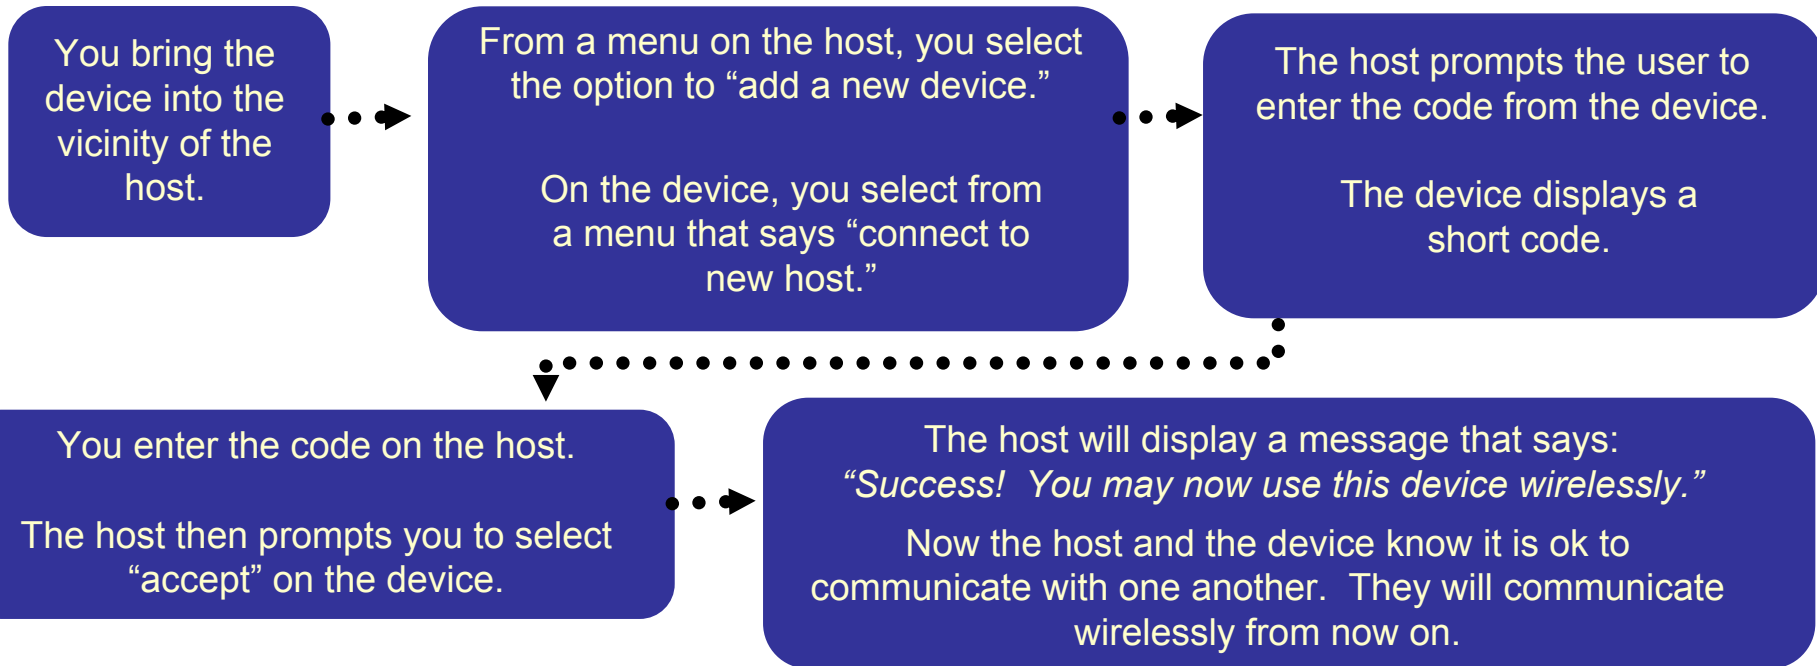 You bring the
device into the
vicinity of the
host.
From a menu on the host, you select
the option to “add a new device.”
On the device, you select from
a menu that says “connect to
new host.”
The host prompts the user to
enter the code from the device.
The device displays a
short code.
You enter the code on the host.
The host then prompts you to select
“accept” on the device.
The host will display a message that says:
“Success!  You may now use this device wirelessly.”
Now the host and the device know it is ok to
communicate with one another.  They will communicate
wirelessly from now on.